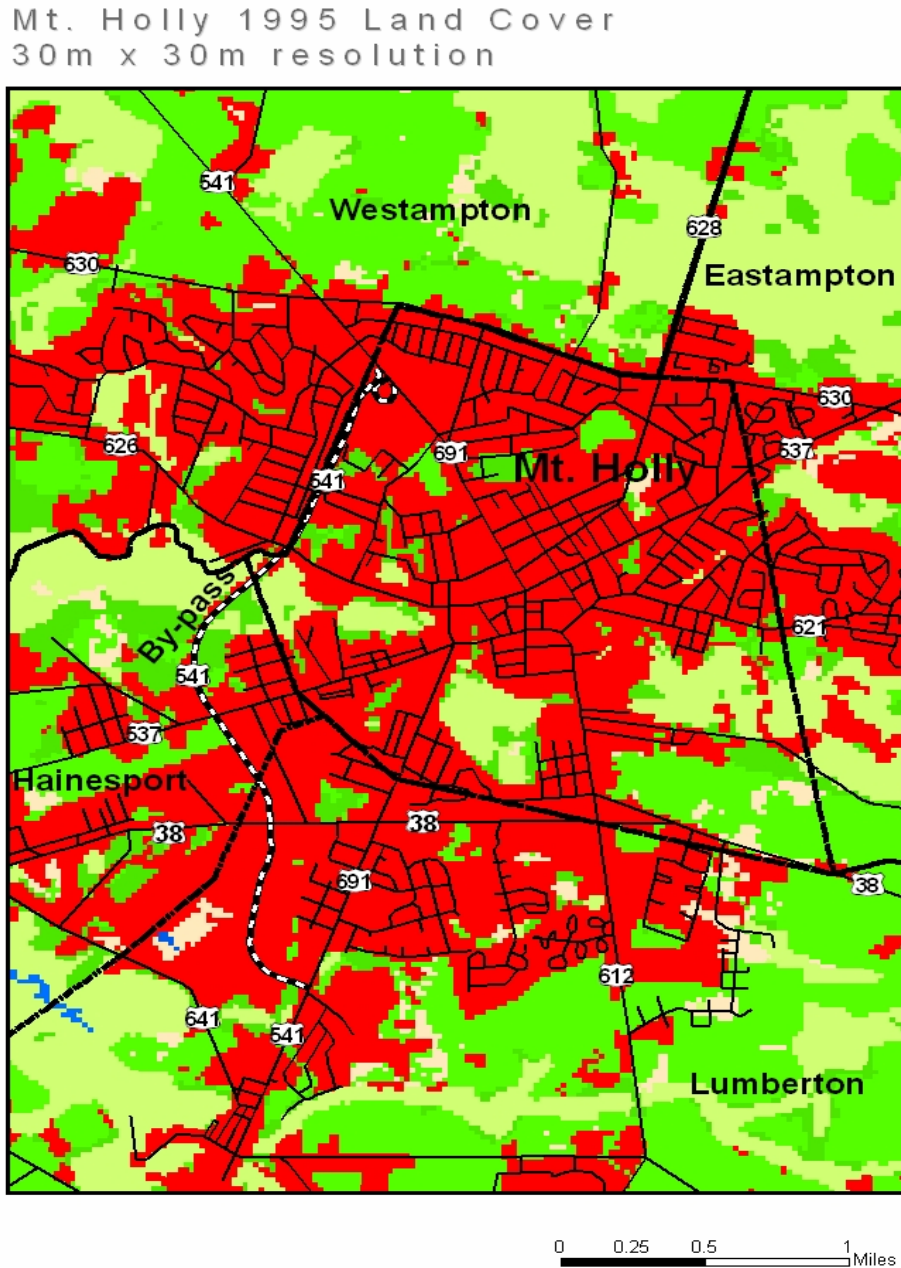 Mt. Holly 1995 Land Cover
30m x 30m resolution
541
Westampton
628
630
Eastampton
630
626
691
537
Mt. Holly
541
By-pass
621
541
537
Hainesport
38
38
691
38
612
641
541
Lumberton
0 0.25 0.5 1
Miles